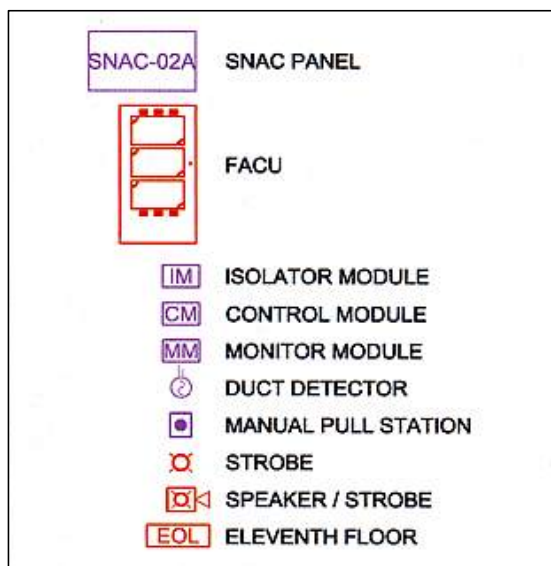 SNAC-02A SNAC PANEL
FACU
IM ISOLATOR MODULE
CM CONTROL MODULE
MM MONITOR MODULE
DUCT DETECTOR
MANUAL PULL STATION
STROBE
SPEAKER / STROBE
EOL ELEVENTH FLOOR